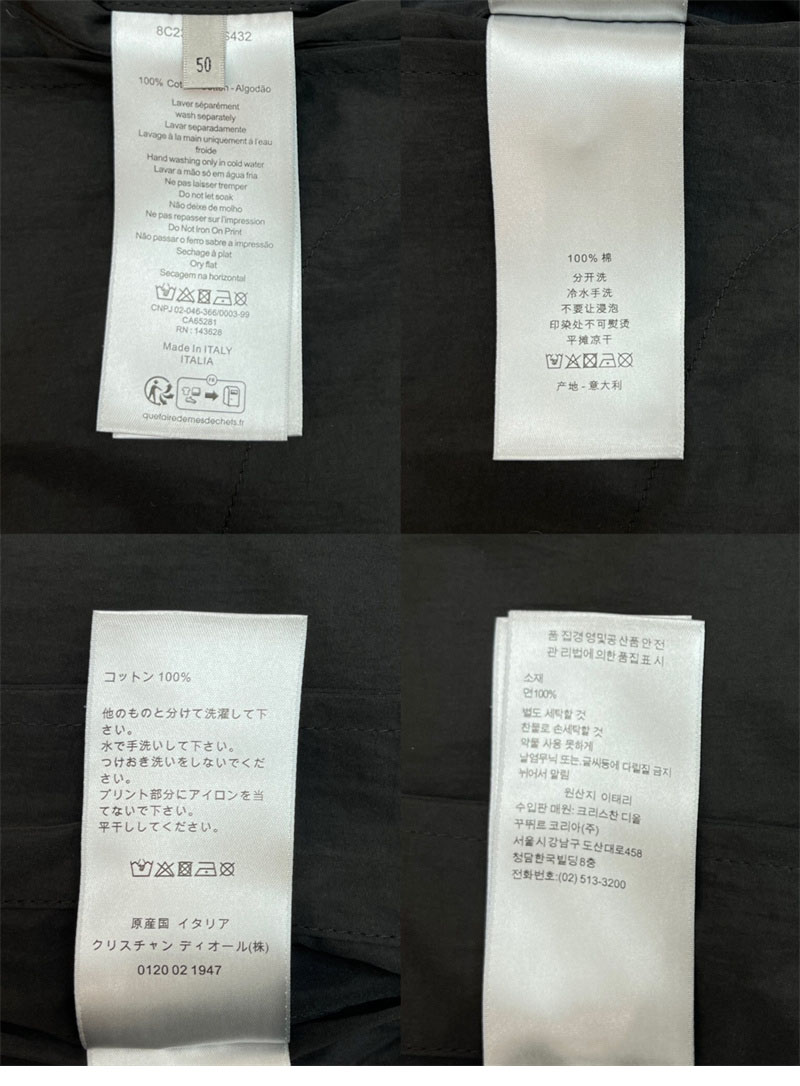 8C23 S432
50
100% Cot otton - Algodão
Laver séparément
wash separately
Lavar separadamente
Lavage à la main uniquement à l'eau
froide
Hand washing only in cold water
Lavar a mão só em água fria
Ne pas laisser tremper
Do not let soak
Não deixe de molho
Ne pas repasser sur l'impression
Do Not Iron On Print
Não passar o ferro sabre a impressão
Sechage à plat
Ory flat
Secagem na horizontal
CNPJ 02-046-366/0003-99
CA65281
RN : 143628
Made In ITALY
ITALIA
FR
quefairedemesdechets.fr
100% 棉
分开洗
冷水手洗
不要让浸泡
印染处不可熨烫
平摊凉干
产地 - 意大利
コットン 100%
他のものと分けて洗濯して下
さい。
水で手洗いして下さい。
つけおき洗いをしないでくだ
さい。
プリント部分にアイロンを当
てないで下さい。
平干ししてください。
原産国 イタリア
クリスチャン ディオール(株)
0120 02 1947
품 집경영및공산품안전
관 리법에의한품집표시
소재
면100%
벌도 세탁할 것
친물로 손세탁할 것
약물 사용 못하게
날염무늬 또는 글씨등에 다릴질 금지
뉘어서 말림
원산지 이태리
수입판 매원· 크리스찬 디올
꾸뛰르 코리아(주)
서울시강남구 도산대로458
청담한국빌딩8층
전화번호:(02) 513-3200